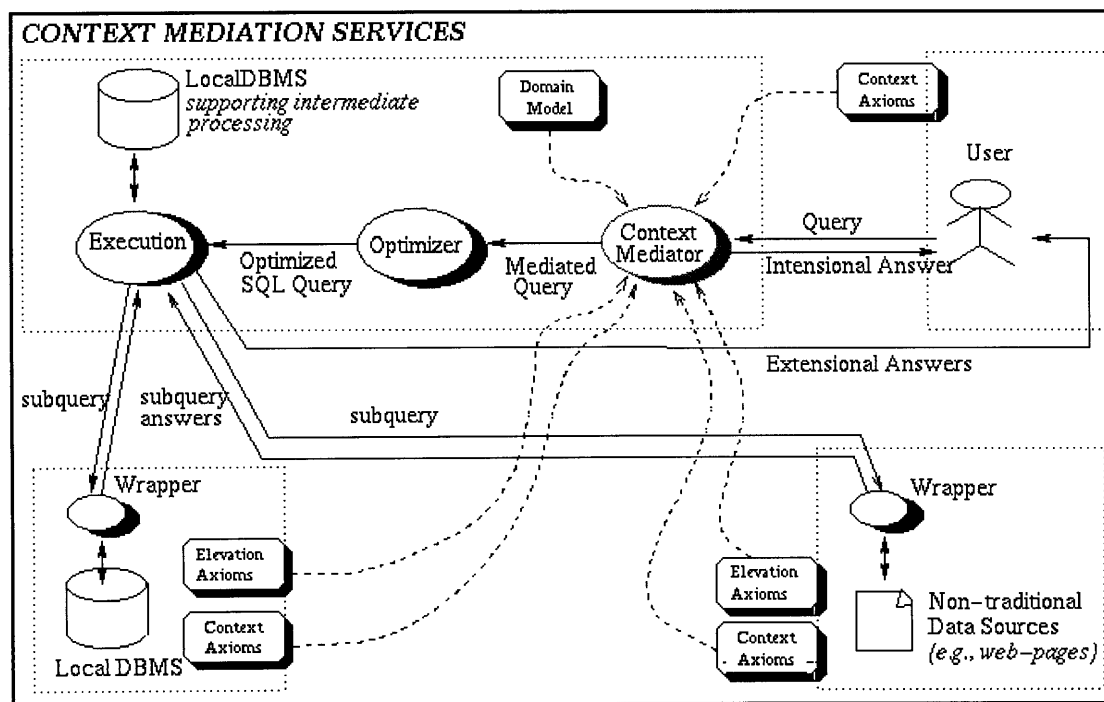 CONTEXT MEDIATION SERVICES
LocalDBMS
supporting intermediate
processing
Domain
Model
Context
Axioms
User
Execution
Optimizer
Context
Mediator
Query
Intensional Answer
Optimized
SQL Query
Mediated
Query
Extensional Answers
subquery
subquery
answers
subquery
Wrapper
Wrapper
Elevation
Axioms
Context
Axioms
Local DBMS
Elevation
Axioms
Context
Axioms
Non-traditional
Data Sources
(e.g., web-pages)